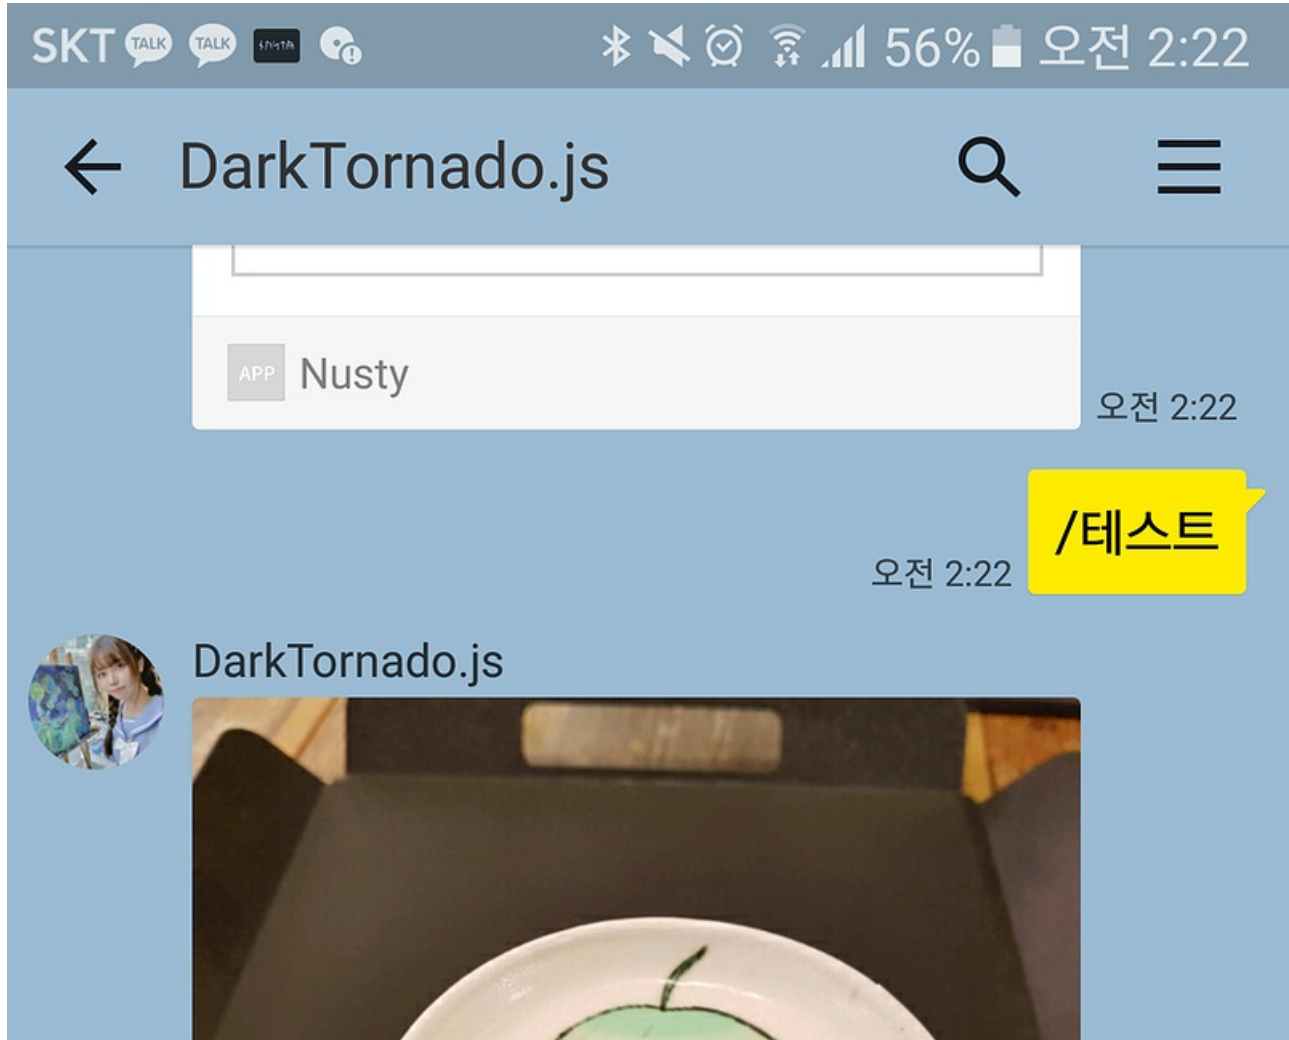 SKT TALK TALK 56% 오전 2:22
DarkTornado.js
APP Nusty
오전 2:22
/테스트
오전 2:22
DarkTornado.js